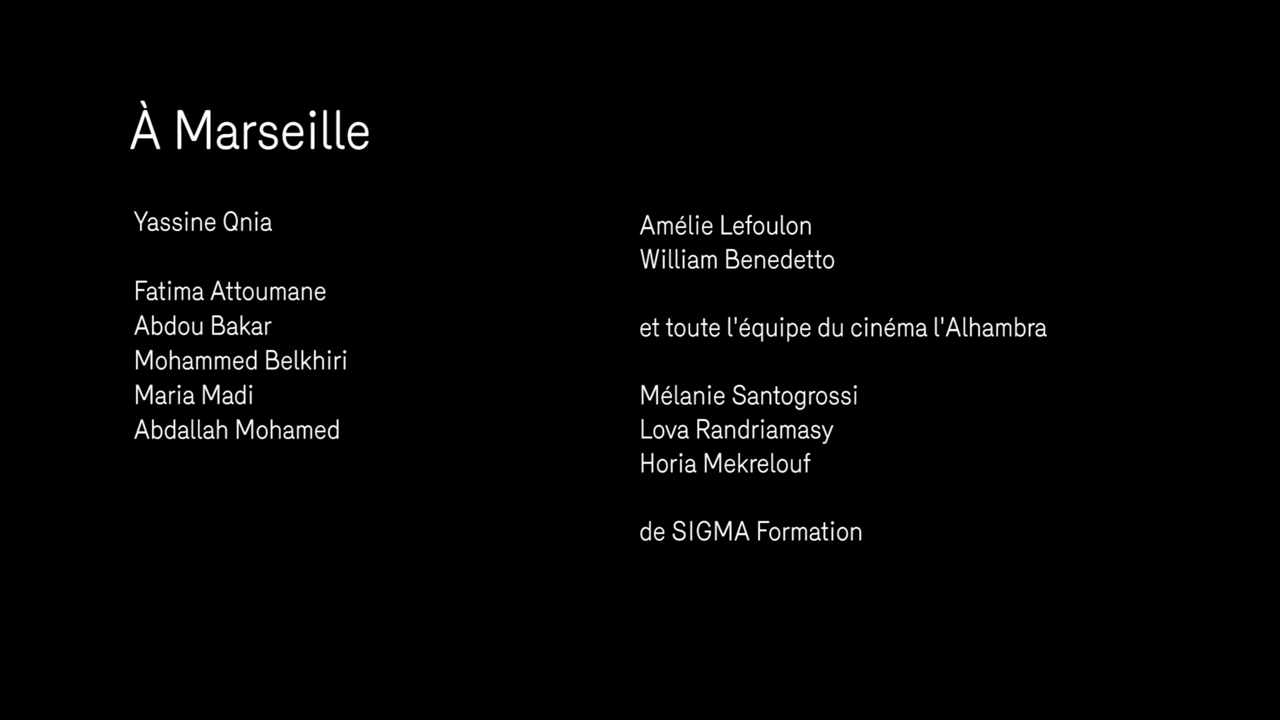 À Marseille
Yassine Qnia
Fatima Attoumane
Abdou Bakar
Mohammed Belkhiri
Maria Madi
Abdallah Mohamed
Amélie Lefoulon
William Benedetto
et toute l'équipe du cinéma l'Alhambra
Mélanie Santogrossi
Lova Randriamasy
Horia Mekrelouf
de SIGMA Formation